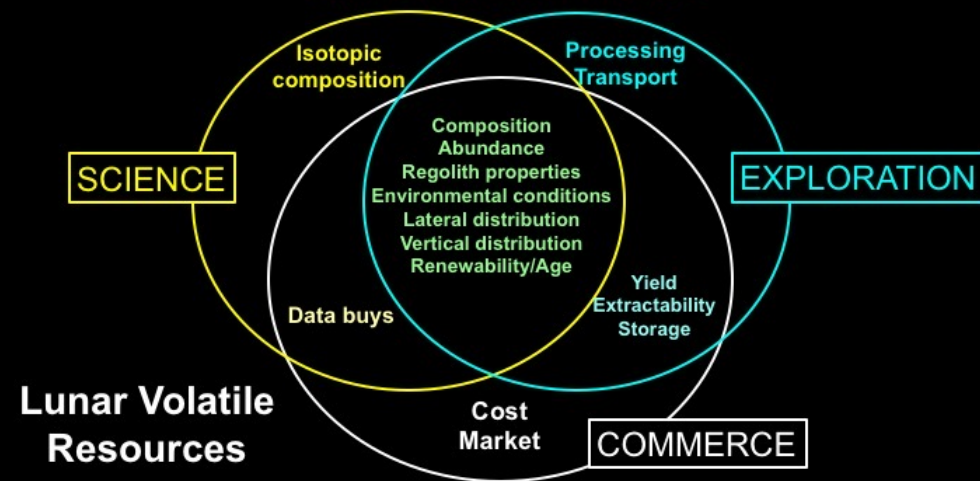 Isotopic
composition
Processing
Transport
Composition
Abundance
Regolith properties
Environmental conditions
Lateral distribution
Vertical distribution
Renewability/Age
SCIENCE
EXPLORATION
Data buys
Yield
Extractability
Storage
Lunar Volatile
Resources
Cost
Market
COMMERCE